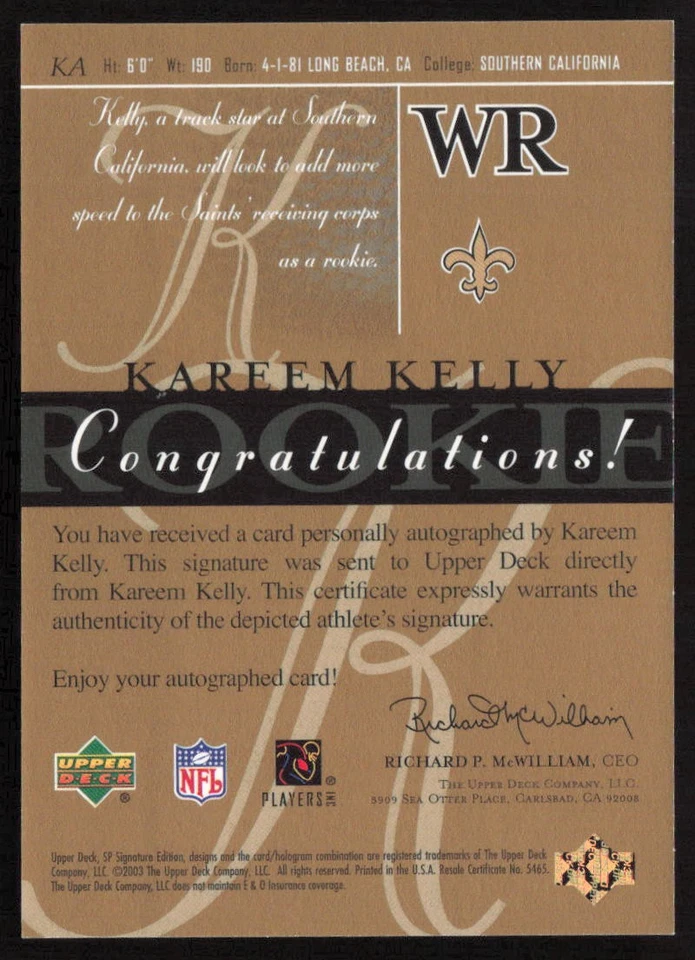 KA Ht: 6'0" Wt: 190 Born: 4-1-81 LONG BEACH, CA College: SOUTHERN CALIFORNIA
Kelly, a track star at Southern
California, will look to add more
speed to the Saints' receiving corps
as a rookie.
WR
KAREEM KELLY
ROOKIE
Congratulations!
You have received a card personally autographed by Kareem
Kelly. This signature was sent to Upper Deck directly
from Kareem Kelly. This certificate expressly warrants the
authenticity of the depicted athlete's signature.
Enjoy your autographed card!
Richard McWilliam
RICHARD P. McWILLIAM, CEO
THE UPPER DECK COMPANY, LLC.
5909 SEA OTTER PLACE, CARLSBAD, CA 92008
UPPER
DECK
®
NFL
PLAYERS INC ®
Upper Deck, SP Signature Edition, designs and the card/hologram combination are registered trademarks of The Upper Deck
Company, LLC. ©2003 The Upper Deck Company, LLC. All rights reserved. Printed in the U.S.A. Resale Certificate No. 5465.
The Upper Deck Company, LLC does not maintain E & O Insurance coverage.